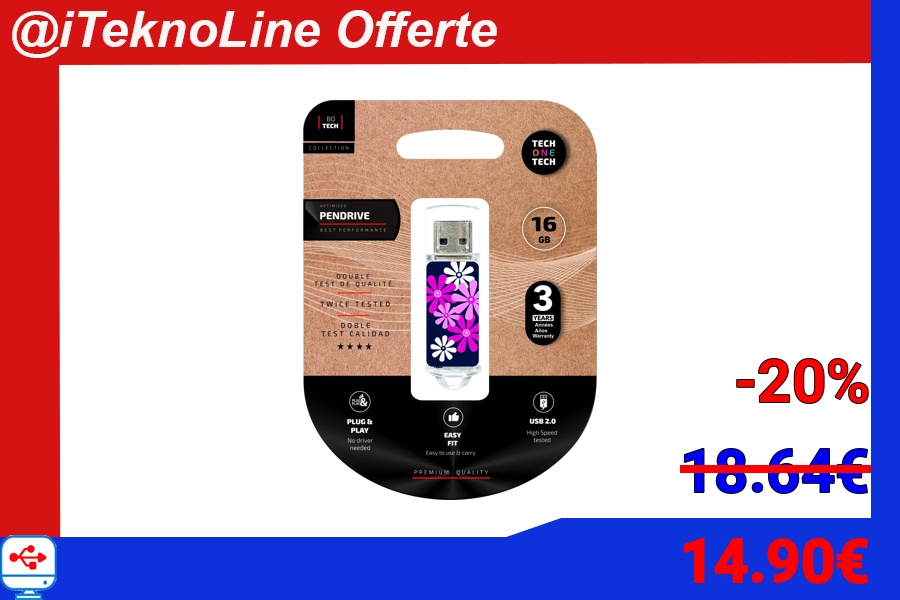 @iTeknoLine Offerte
BO
TECH
COLLECTION
TECH
ONE
TECH
OPTIMIZED
PENDRIVE
BEST PERFORMANCE
16
GB
DOUBLE
TEST DE QUALITÉ
TWICE TESTED
DOBLE
TEST CALIDAD
3
YEARS
Années
Años
Warranty
PLUG &
PLAY
No driver
needed
EASY
FIT
Easy to use & carry
USB 2.0
High Speed
tested
PREMIUM QUALITY
-20%
18.64€
14.90€